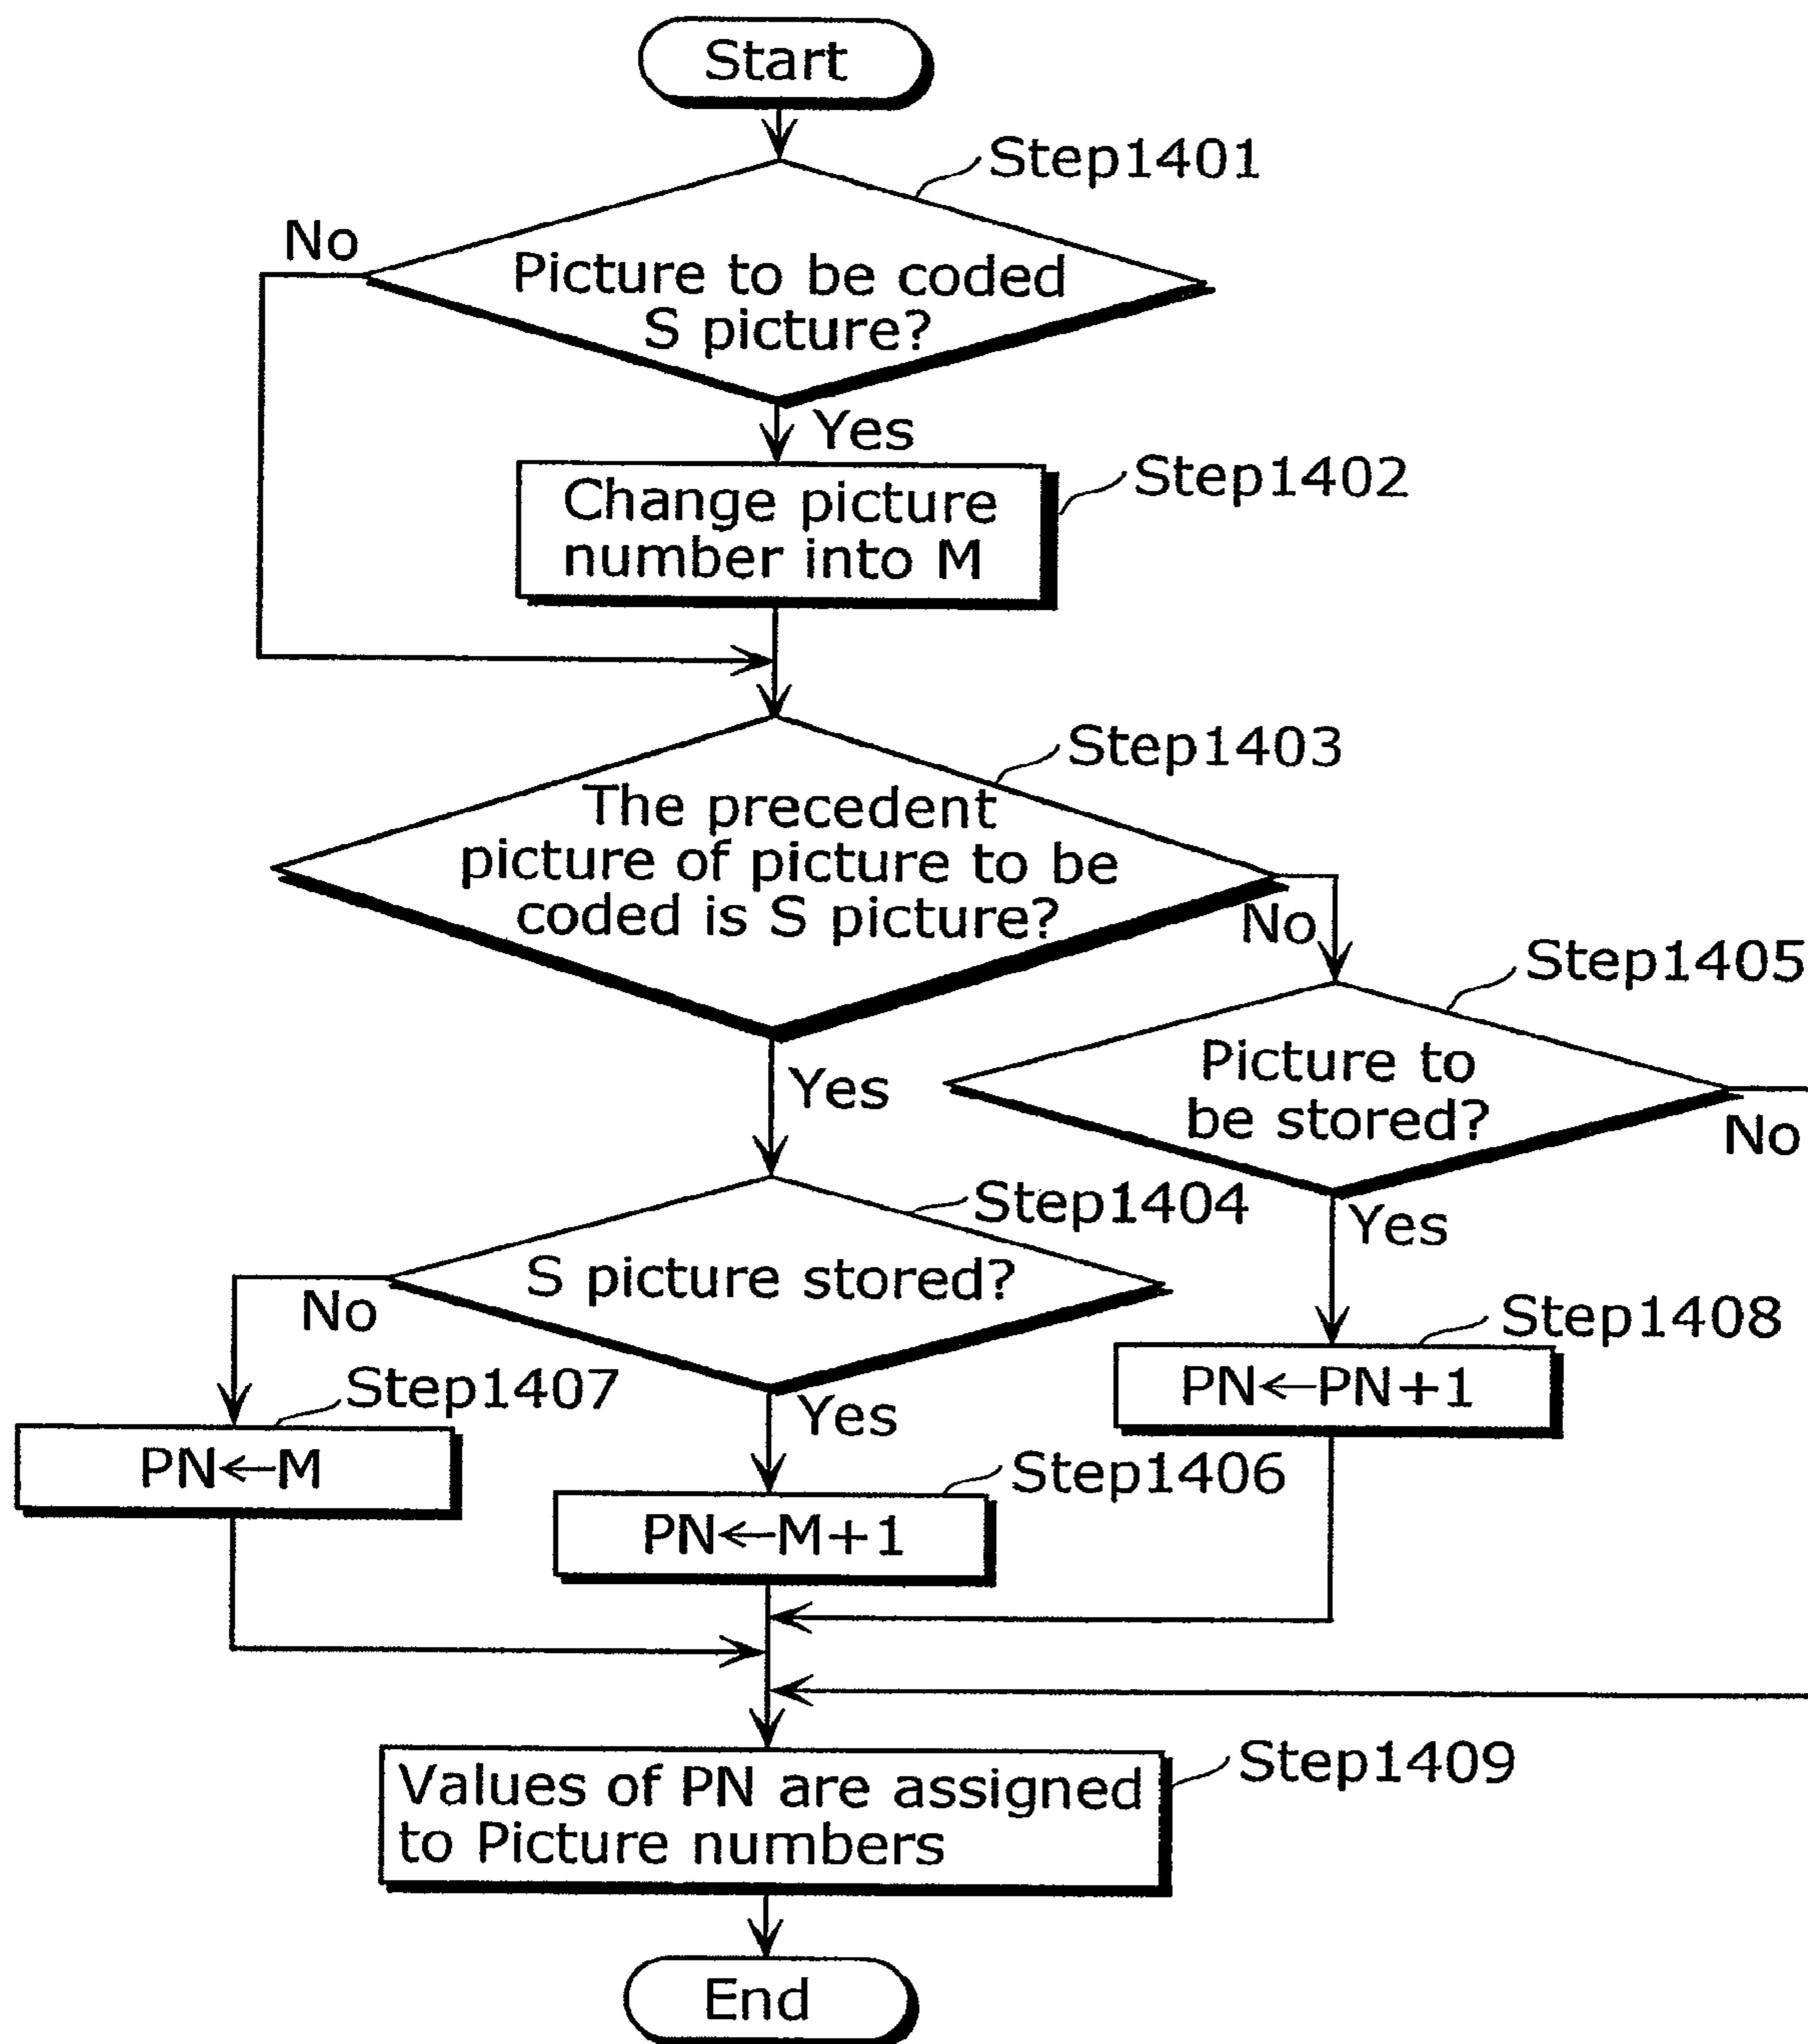 Start
Step1401
No
Picture to be coded
S picture?
Yes
Step1402
Change picture
number into M
Step1403
The precedent
picture of picture to be
coded is S picture?
No
Step1405
Yes
Picture to
be stored?
No
Step1404
Yes
S picture stored?
No
Step1408
PN←PN+1
Step1407
Yes
PN←M
Step1406
PN←M+1
Step1409
Values of PN are assigned
to Picture numbers
End